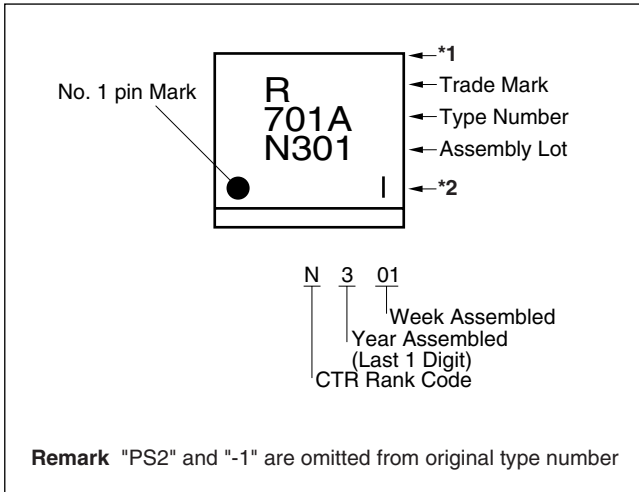 *1
No. 1 pin Mark
R
Trade Mark
701A
Type Number
N301
Assembly Lot
*2
N 3 01
Week Assembled
Year Assembled
(Last 1 Digit)
CTR Rank Code
Remark "PS2" and "-1" are omitted from original type number